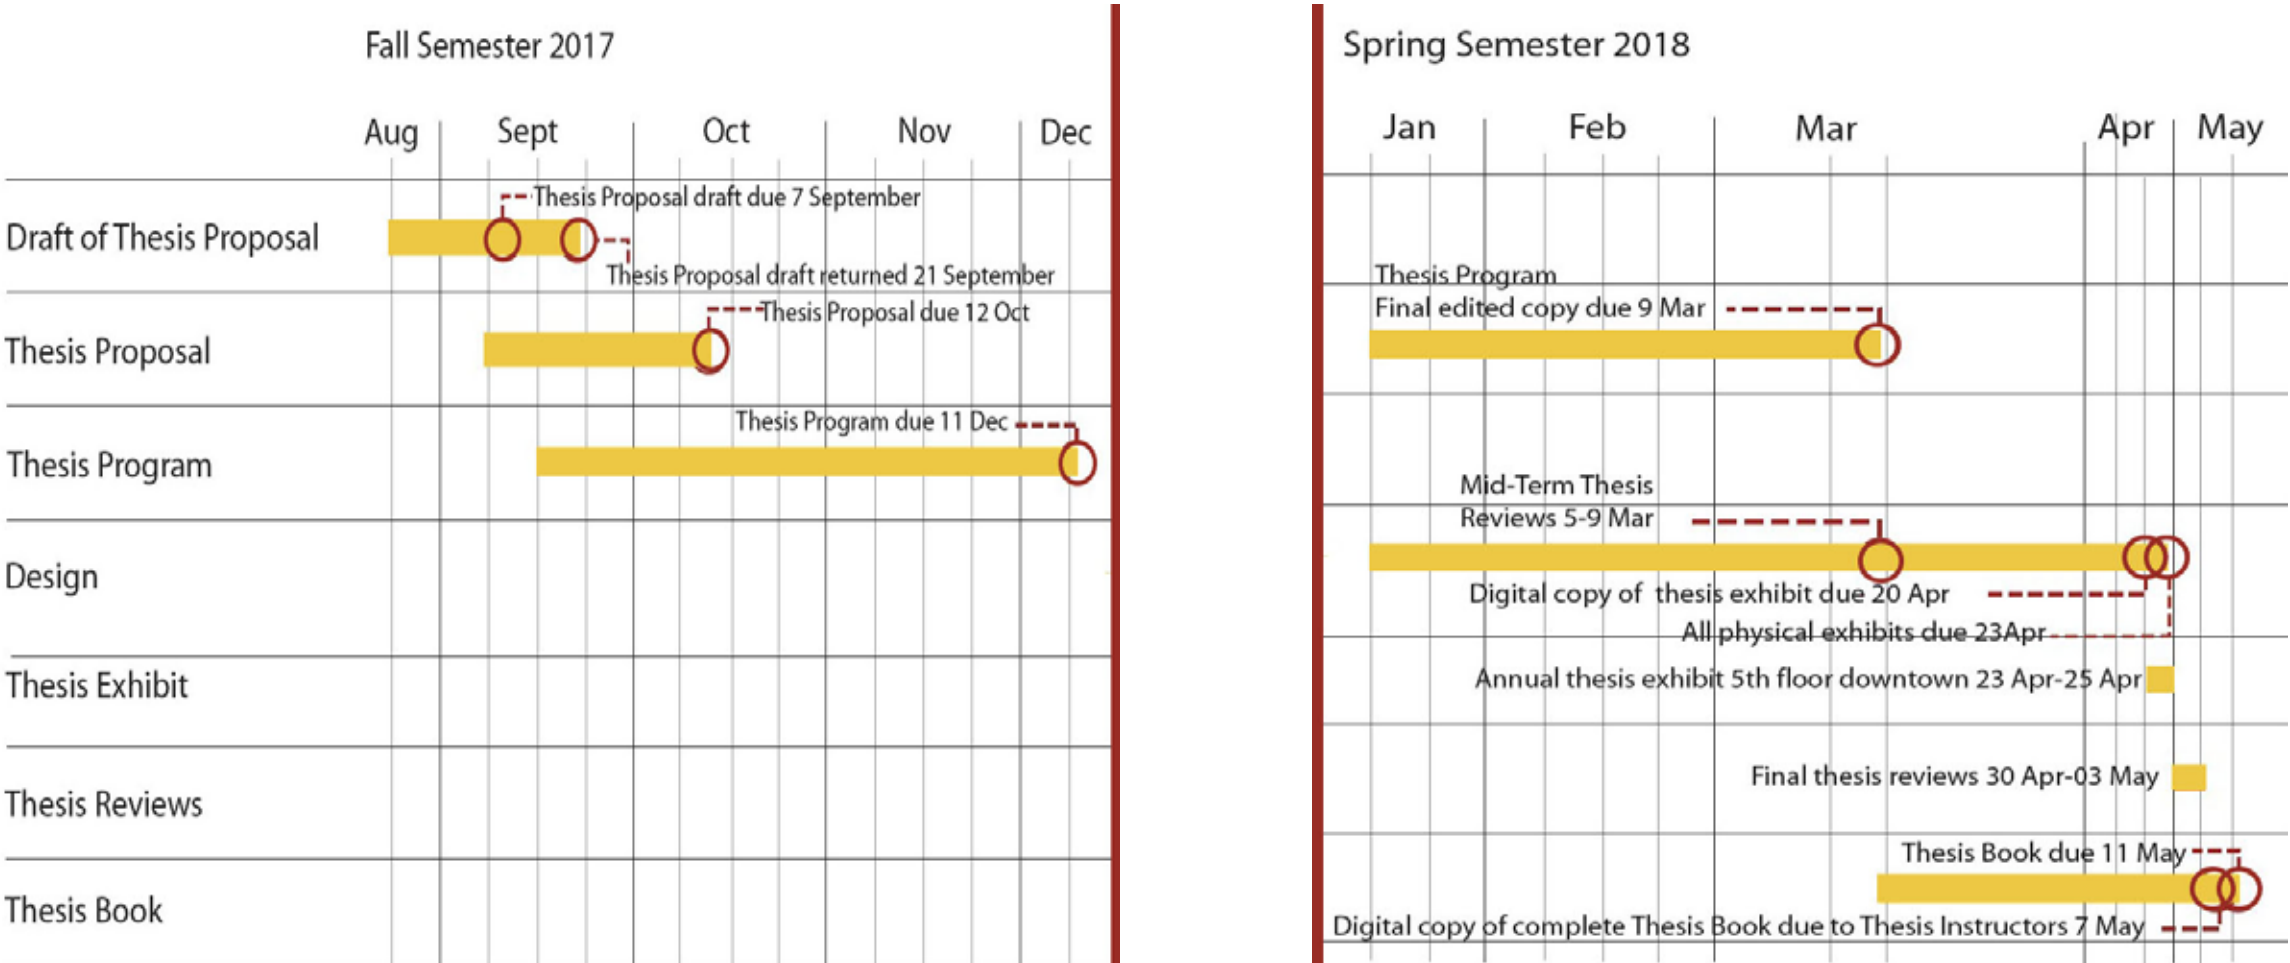 Fall Semester 2017
Aug Sept Oct Nov Dec
Thesis Proposal draft due 7 September
Draft of Thesis Proposal
Thesis Proposal draft returned 21 September
Thesis Proposal due 12 Oct
Thesis Proposal
Thesis Program due 11 Dec
Thesis Program
Design
Thesis Exhibit
Thesis Reviews
Thesis Book
Spring Semester 2018
Jan Feb Mar Apr May
Thesis Program
Final edited copy due 9 Mar
Mid-Term Thesis
Reviews 5-9 Mar
Digital copy of thesis exhibit due 20 Apr
All physical exhibits due 23Apr
Annual thesis exhibit 5th floor downtown 23 Apr-25 Apr
Final thesis reviews 30 Apr-03 May
Thesis Book due 11 May
Digital copy of complete Thesis Book due to Thesis Instructors 7 May